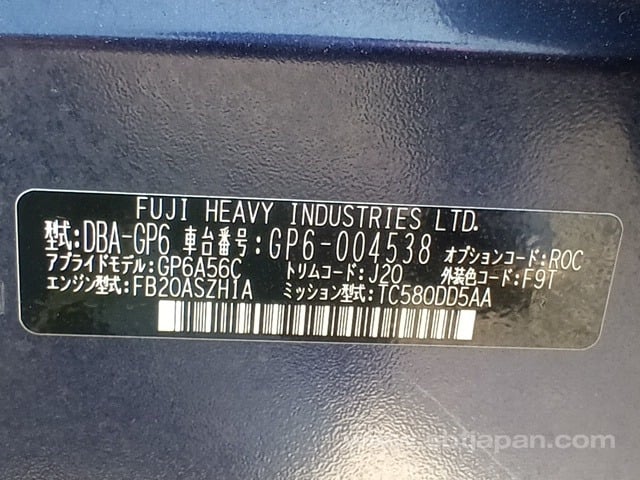 FUJI HEAVY INDUSTRIES LTD.
型式:DBA-GP6 車台番号:GP6-004538 オプションコード:ROC
アプライドモデル:GP6A56C トリムコード:J20 外装色コード:F9T
エンジン型式:FB20ASZH1A ミッション型式:TC580DD5AA